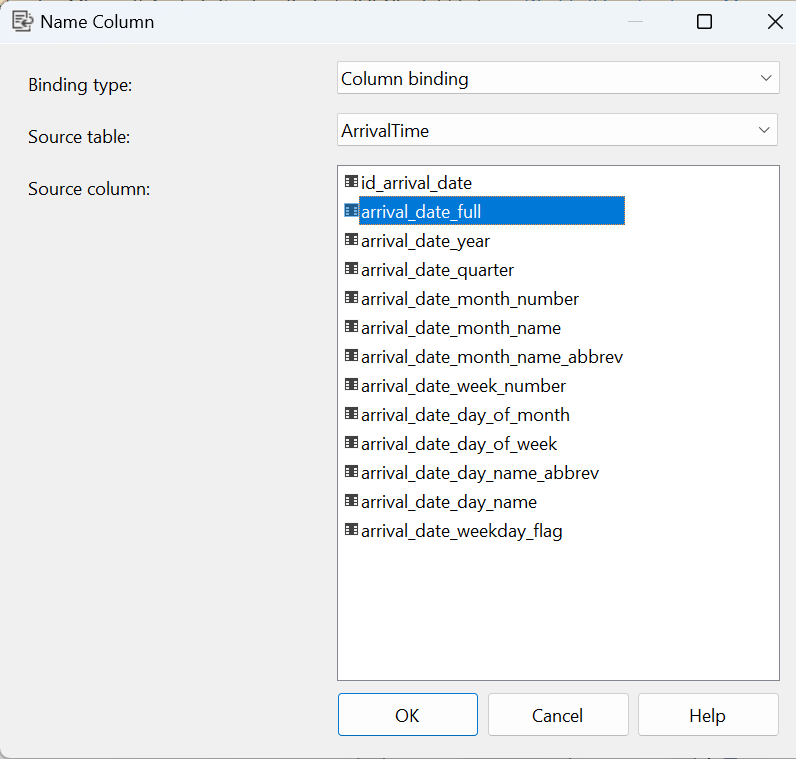 Name Column
Binding type:
Column binding
Source table:
ArrivalTime
Source column:
id_arrival_date
arrival_date_full
arrival_date_year
arrival_date_quarter
arrival_date_month_number
arrival_date_month_name
arrival_date_month_name_abbrev
arrival_date_week_number
arrival_date_day_of_month
arrival_date_day_of_week
arrival_date_day_name_abbrev
arrival_date_day_name
arrival_date_weekday_flag
OK
Cancel
Help